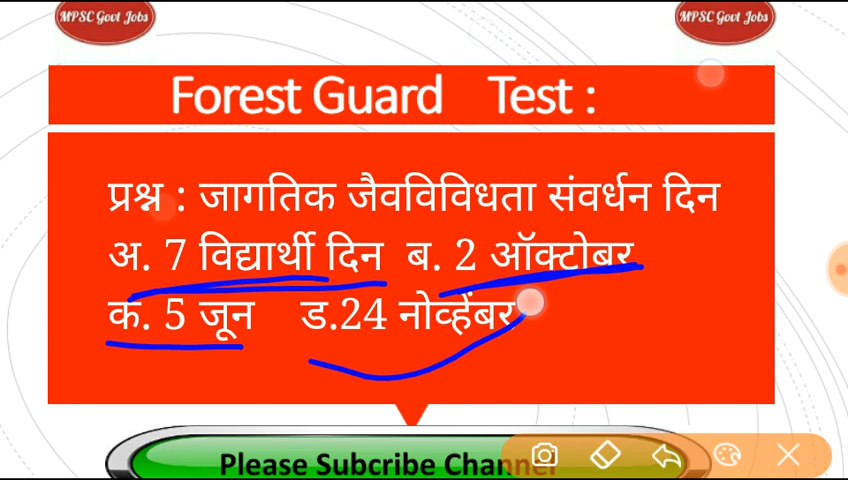 MPSC Govt Jobs MPSC Govt Jobs
Forest Guard Test :
प्रश्न : जागतिक जैवविविधता संवर्धन दिन
अ. 7 विद्यार्थी दिन ब. 2 ऑक्टोबर
क. 5 जून ड.24 नोव्हेंबर
Please Subcribe Channel